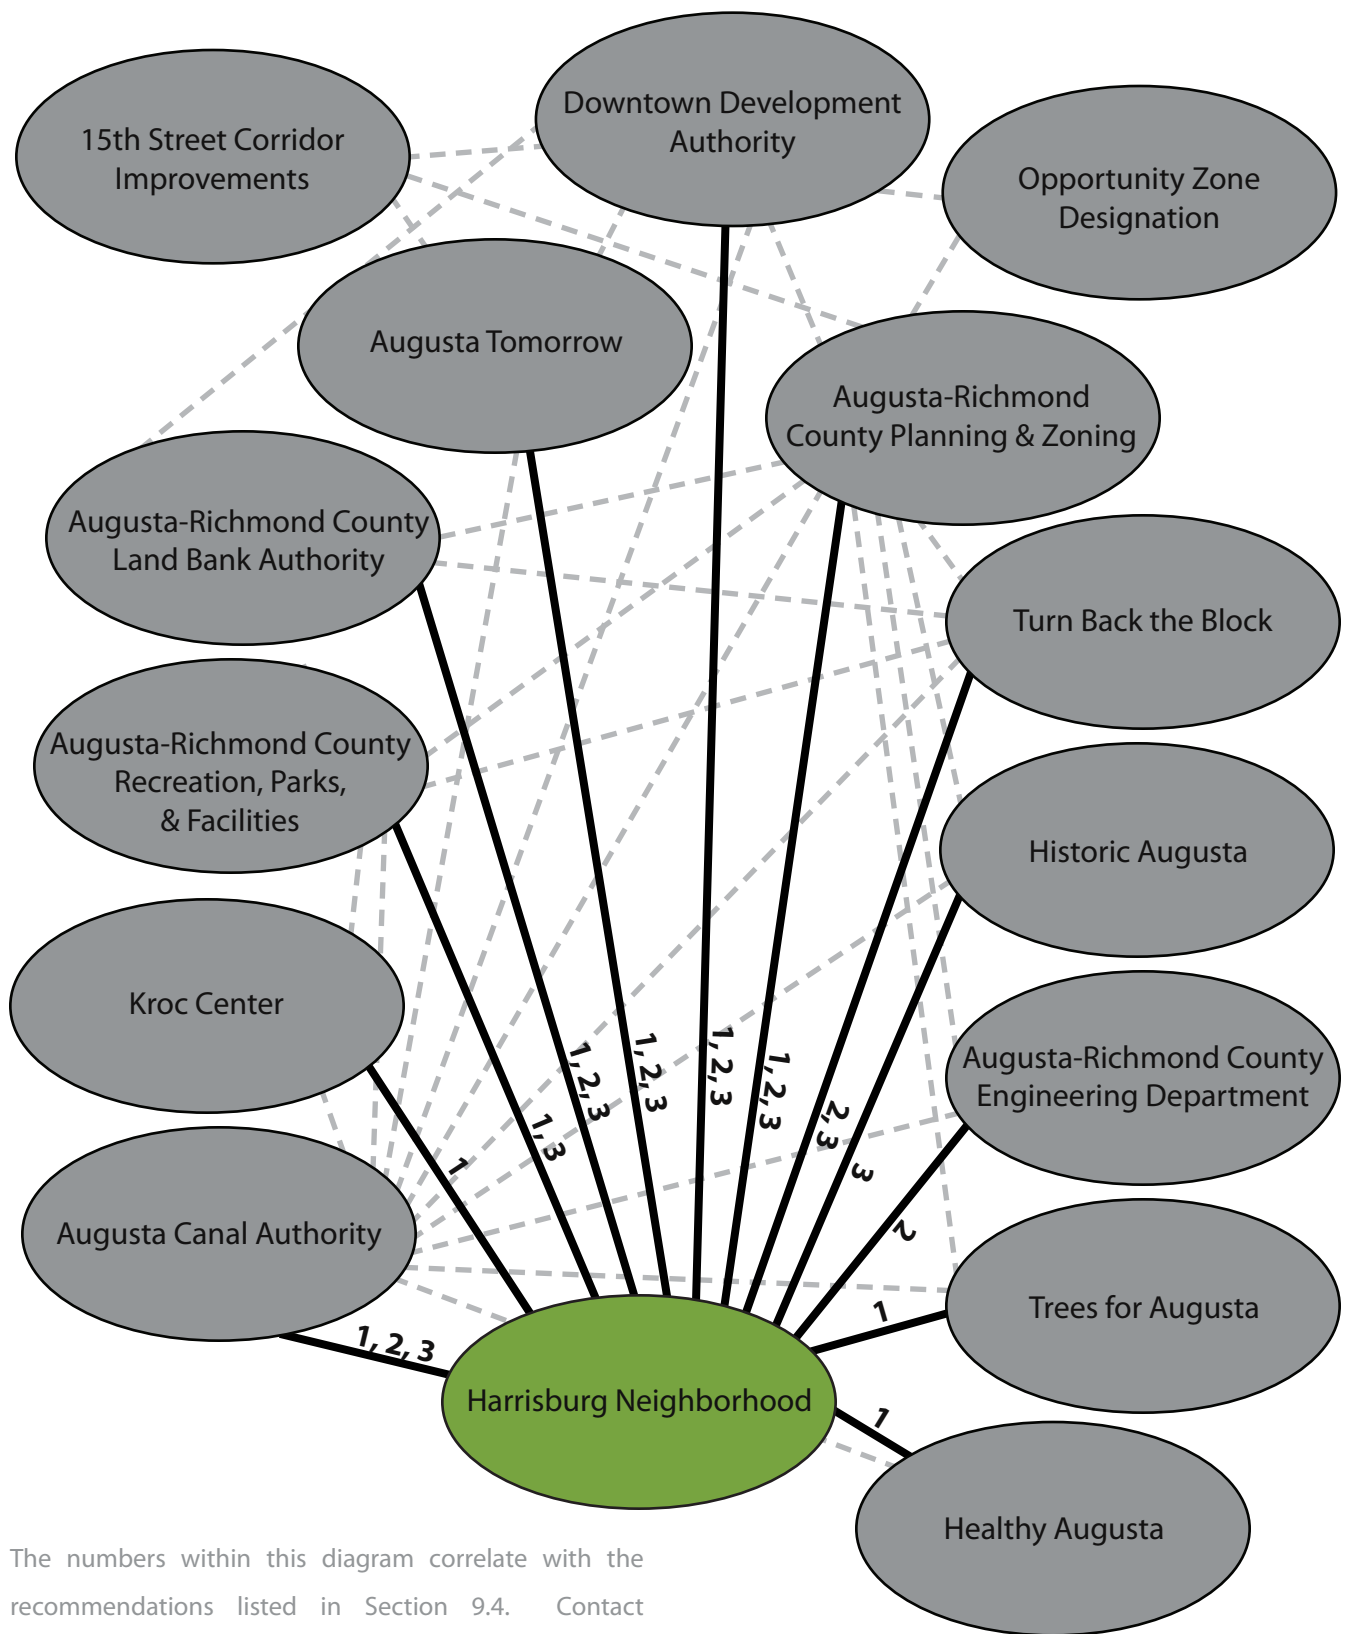 Downtown Development
Authority
15th Street Corridor
Improvements
Opportunity Zone
Designation
Augusta Tomorrow
Augusta-Richmond
County Planning & Zoning
Augusta-Richmond County
Land Bank Authority
Turn Back the Block
Augusta-Richmond County
Recreation, Parks,
& Facilities
Historic Augusta
Kroc Center
Augusta-Richmond County
Engineering Department
1
1, 3
1, 2, 3
1, 2, 3
1, 2, 3
1, 2, 3
2, 3
3
2
Augusta Canal Authority
1, 2, 3
1
Trees for Augusta
Harrisburg Neighborhood
1
Healthy Augusta
The numbers within this diagram correlate with the
recommendations listed in Section 9.4. Contact